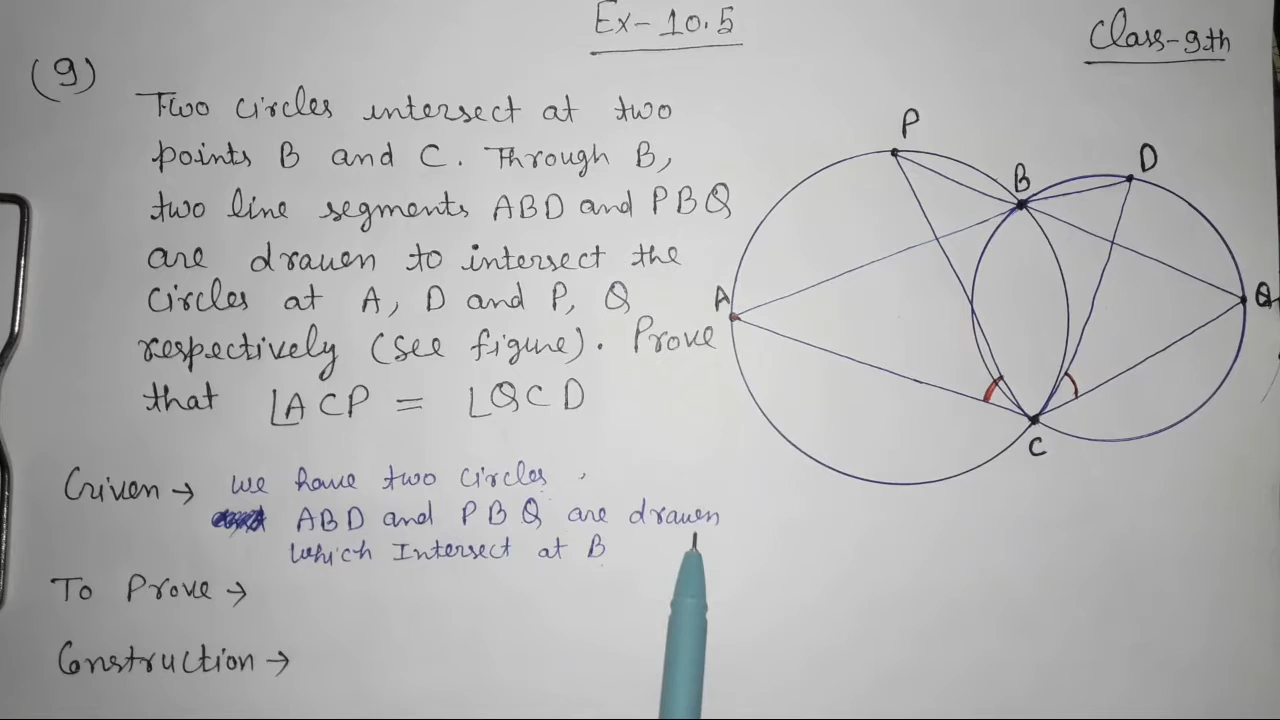 Ex-10.5
Class-9th
(9)
Two circles intersect at two
points B and C. Through B,
two line segments ABD and PBQ
are drawen to intersect the
circles at A, D and P, Q
respectively (see figure). Prove
that ∠ACP = ∠QCD
P
B
D
A
Q
C
Given → we have two circles,
ABD and PBQ are drawen
which Intersect at B
To Prove →
Construction →